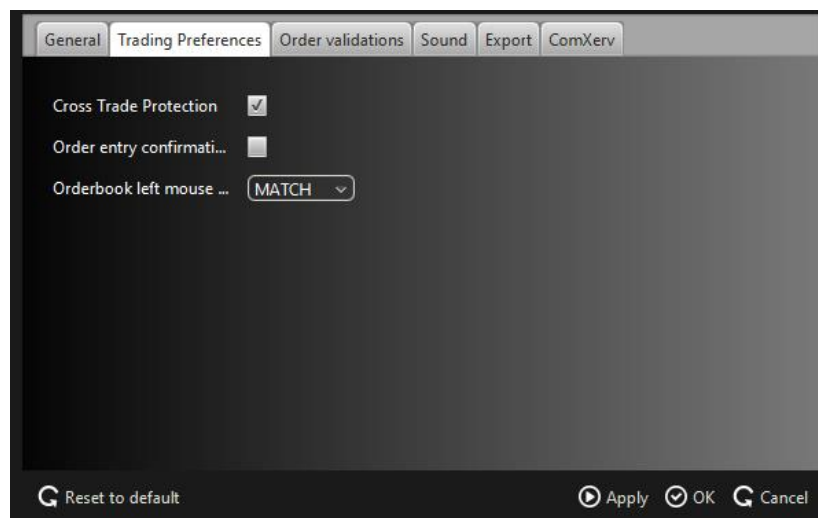 General Trading Preferences Order validations Sound Export ComXerv
Cross Trade Protection
Order entry confirmati...
Orderbook left mouse ... MATCH
Reset to default Apply OK Cancel